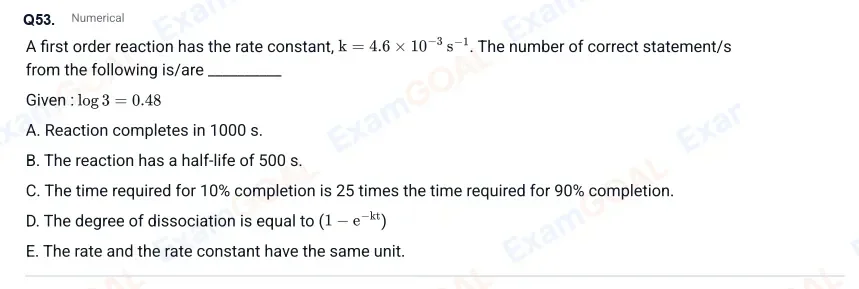 Q53. Numerical
A first order reaction has the rate constant, k = 4.6 × 10⁻³ s⁻¹. The number of correct statement/s
from the following is/are _________
Given : log 3 = 0.48
A. Reaction completes in 1000 s.
B. The reaction has a half-life of 500 s.
C. The time required for 10% completion is 25 times the time required for 90% completion.
D. The degree of dissociation is equal to (1 − e⁻ᵏᵗ)
E. The rate and the rate constant have the same unit.
ExamGOAL
ExamGOAL